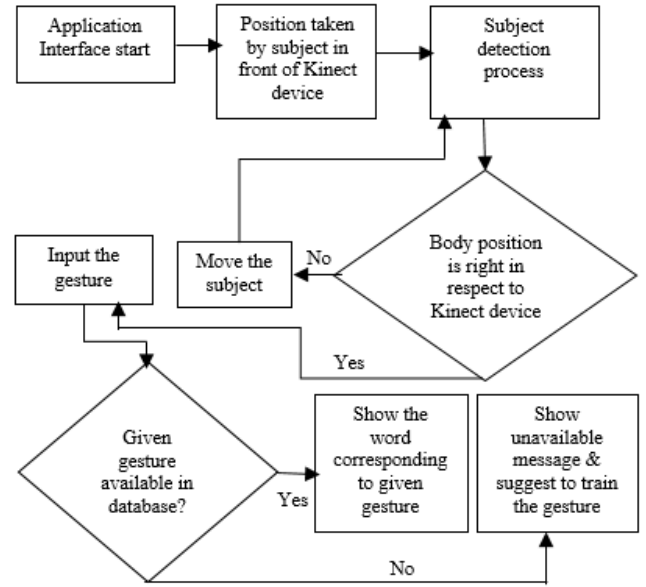 Application
Interface start
Position taken
by subject in
front of Kinect
device
Subject
detection
process
Body position
is right in
respect to
Kinect device
No
Move the
subject
Yes
Input the
gesture
Given
gesture
available in
database?
Yes
Show the
word
corresponding
to given
gesture
No
Show
unavailable
message &
suggest to train
the gesture